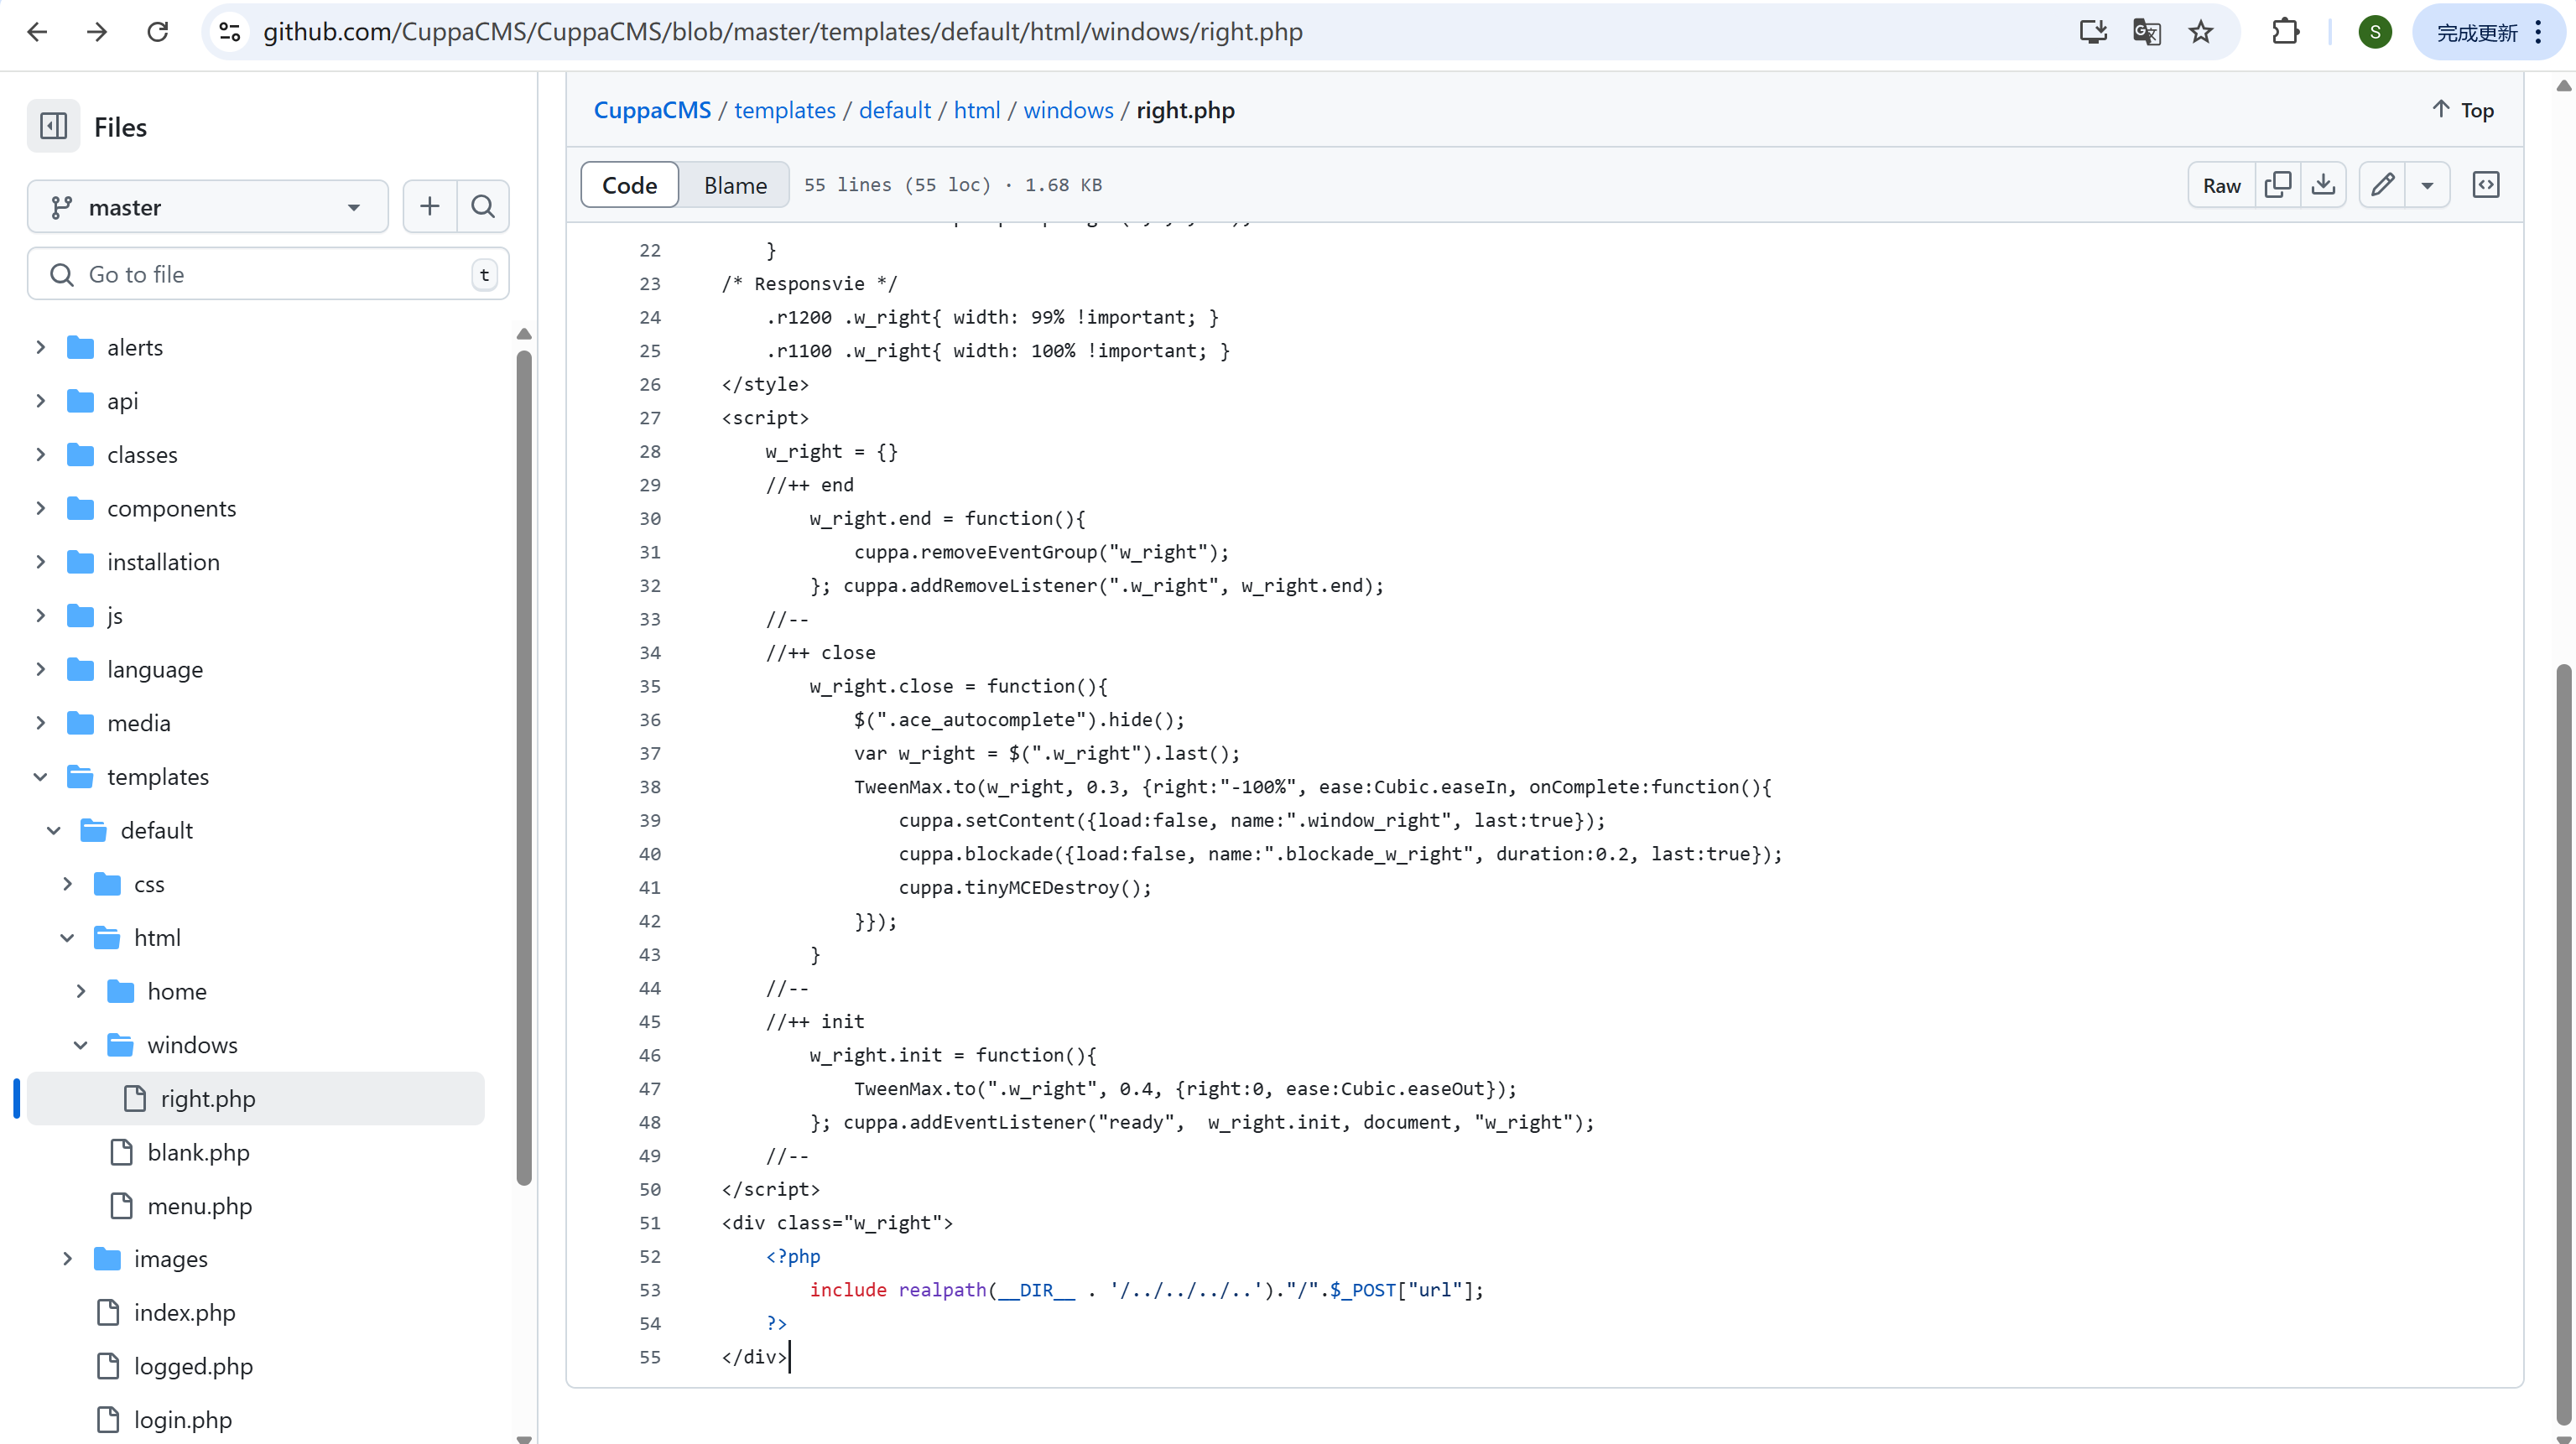 github.com/CuppaCMS/CuppaCMS/blob/master/templates/default/html/windows/right.php
S
完成更新
Files
master
Go to file
t
alerts
api
classes
components
installation
js
language
media
templates
default
css
html
home
windows
right.php
blank.php
menu.php
images
index.php
logged.php
login.php
CuppaCMS / templates / default / html / windows / right.php
Top
Code Blame 55 lines (55 loc) · 1.68 KB
Raw
22 }
23 /* Responsvie */
24 .r1200 .w_right{ width: 99% !important; }
25 .r1100 .w_right{ width: 100% !important; }
26 </style>
27 <script>
28 w_right = {}
29 //++ end
30 w_right.end = function(){
31 cuppa.removeEventGroup("w_right");
32 }; cuppa.addRemoveListener(".w_right", w_right.end);
33 //--
34 //++ close
35 w_right.close = function(){
36 $(".ace_autocomplete").hide();
37 var w_right = $(".w_right").last();
38 TweenMax.to(w_right, 0.3, {right:"-100%", ease:Cubic.easeIn, onComplete:function(){
39 cuppa.setContent({load:false, name:".window_right", last:true});
40 cuppa.blockade({load:false, name:".blockade_w_right", duration:0.2, last:true});
41 cuppa.tinyMCEDestroy();
42 }});
43 }
44 //--
45 //++ init
46 w_right.init = function(){
47 TweenMax.to(".w_right", 0.4, {right:0, ease:Cubic.easeOut});
48 }; cuppa.addEventListener("ready",  w_right.init, document, "w_right");
49 //--
50 </script>
51 <div class="w_right">
52 <?php
53 include realpath(__DIR__ . '/../../../..')."/".$_POST["url"];
54 ?>
55 </div>